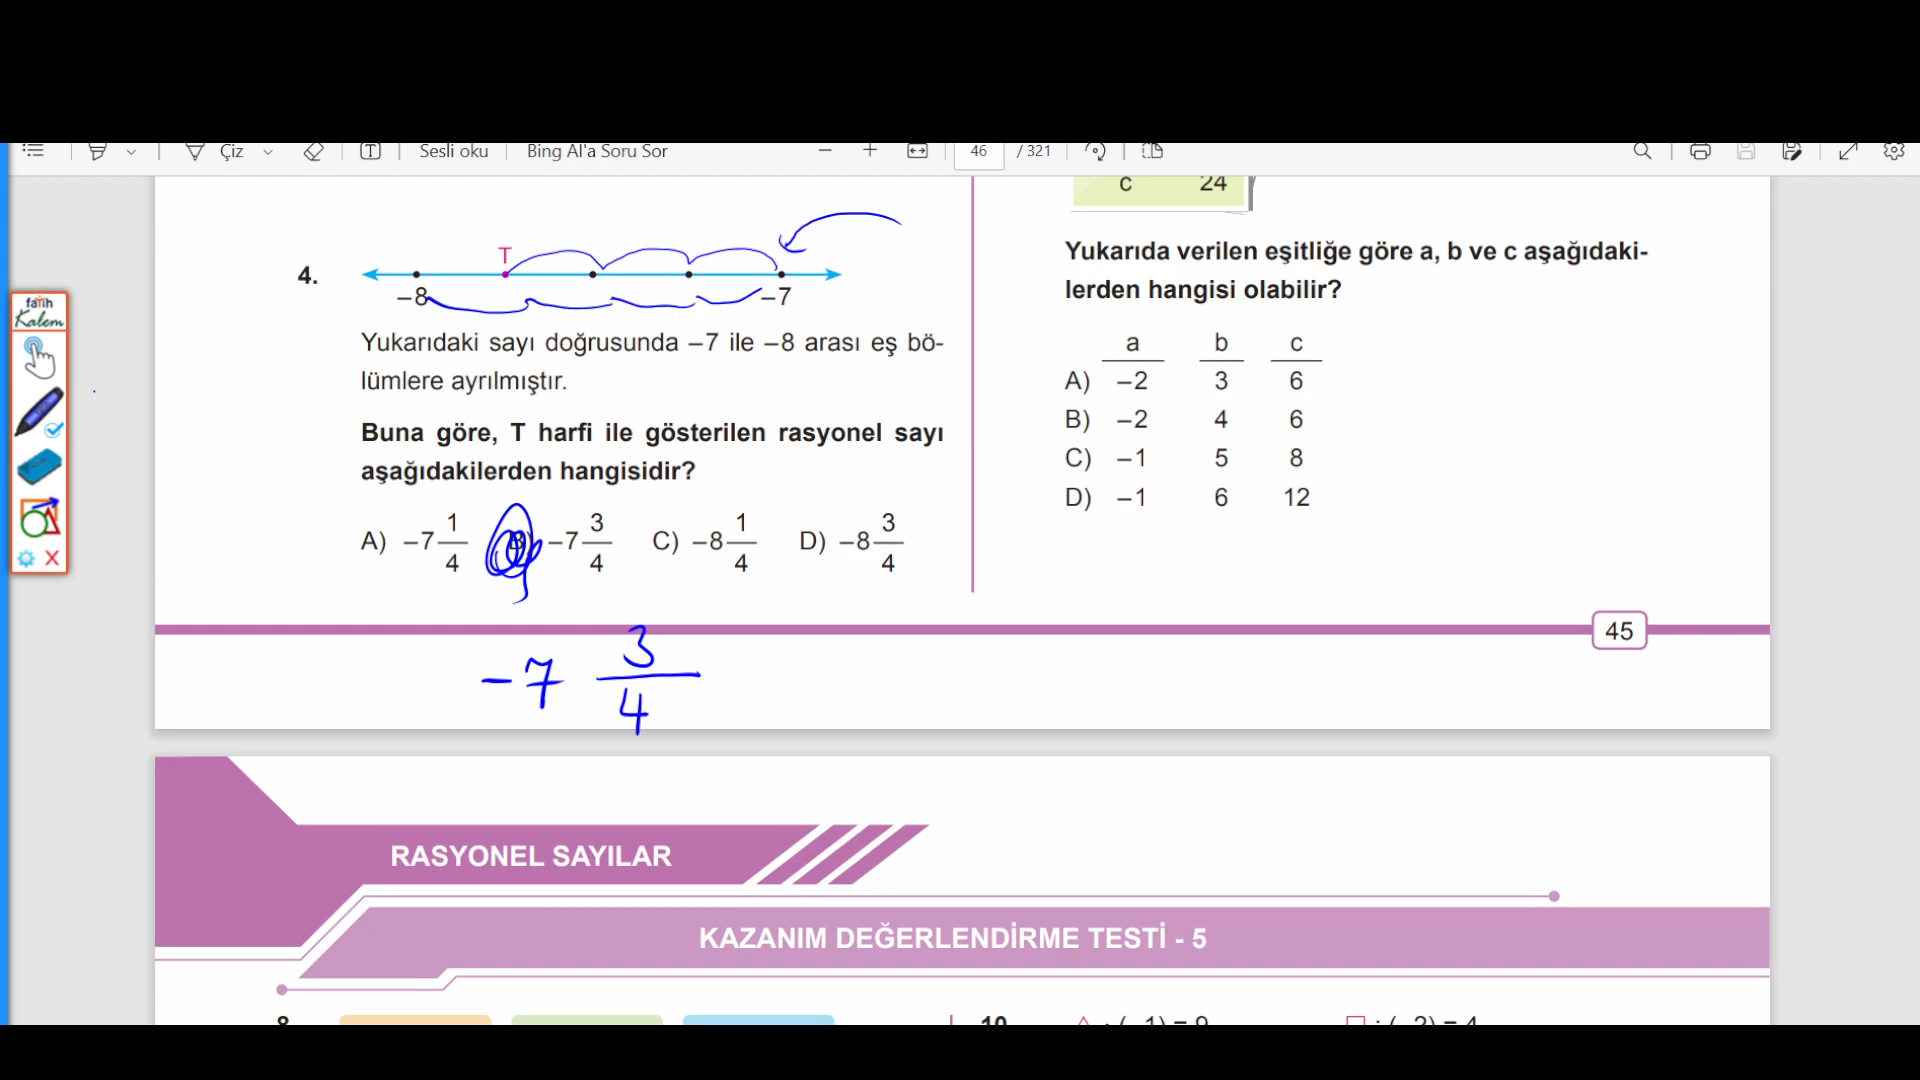 Çiz
Sesli oku
Bing AI'a Soru Sor
46 / 321
fatih
Kalem
4.
T
−8
−7
Yukarıdaki sayı doğrusunda −7 ile −8 arası eş bö-
lümlere ayrılmıştır.
Buna göre, T harfi ile gösterilen rasyonel sayı
aşağıdakilerden hangisidir?
A) −7 1/4 B) −7 3/4 C) −8 1/4 D) −8 3/4
−7 3/4
c 24
Yukarıda verilen eşitliğe göre a, b ve c aşağıdaki-
lerden hangisi olabilir?
a b c
A) −2 3 6
B) −2 4 6
C) −1 5 8
D) −1 6 12
45
RASYONEL SAYILAR
KAZANIM DEĞERLENDİRME TESTİ - 5